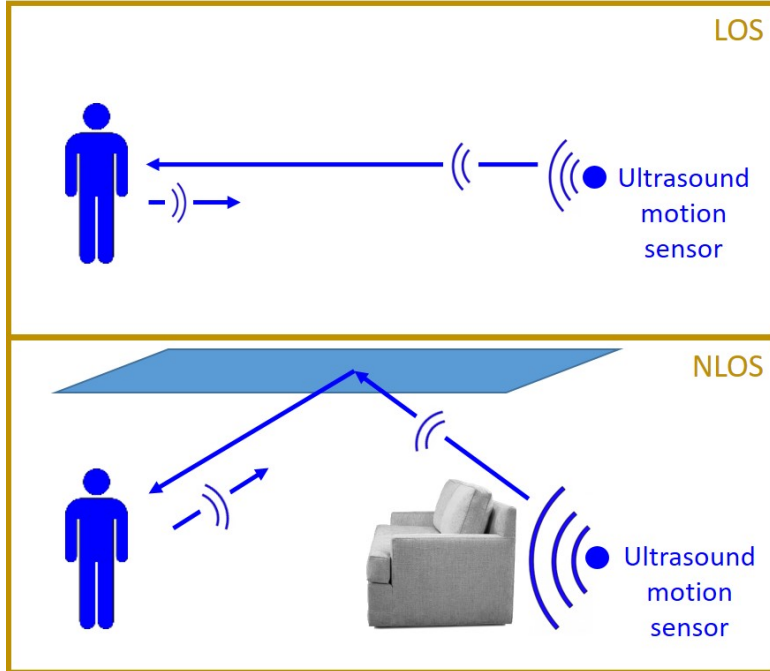 LOS
Ultrasound
motion
sensor
NLOS
Ultrasound
motion
sensor